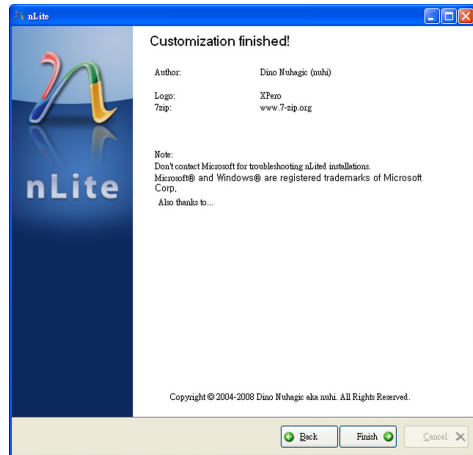 nLite
Customization finished!
Author: Dino Nuhagic (nuhi)
Logo: XPero
7zip: www.7-zip.org
Note:
Don't contact Microsoft for troubleshooting nLited installations.
Microsoft® and Windows® are registered trademarks of Microsoft
Corp.
Also thanks to...
nLite
Copyright © 2004-2008 Dino Nuhagic aka nuhi. All Rights Reserved.
Back Finish Cancel